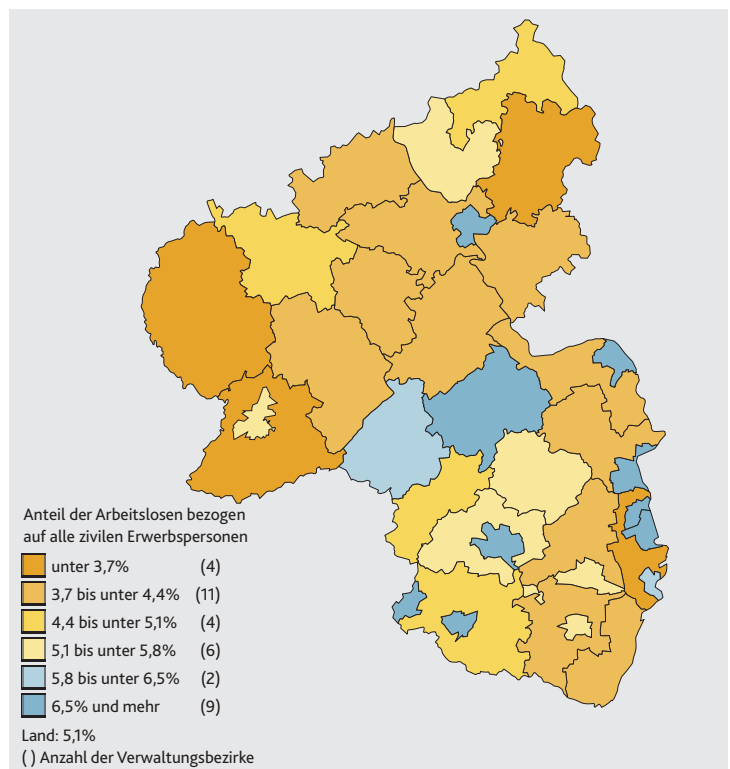 Anteil der Arbeitslosen bezogen
auf alle zivilen Erwerbspersonen
unter 3,7% (4)
3,7 bis unter 4,4% (11)
4,4 bis unter 5,1% (4)
5,1 bis unter 5,8% (6)
5,8 bis unter 6,5% (2)
6,5% und mehr (9)
Land: 5,1%
( ) Anzahl der Verwaltungsbezirke